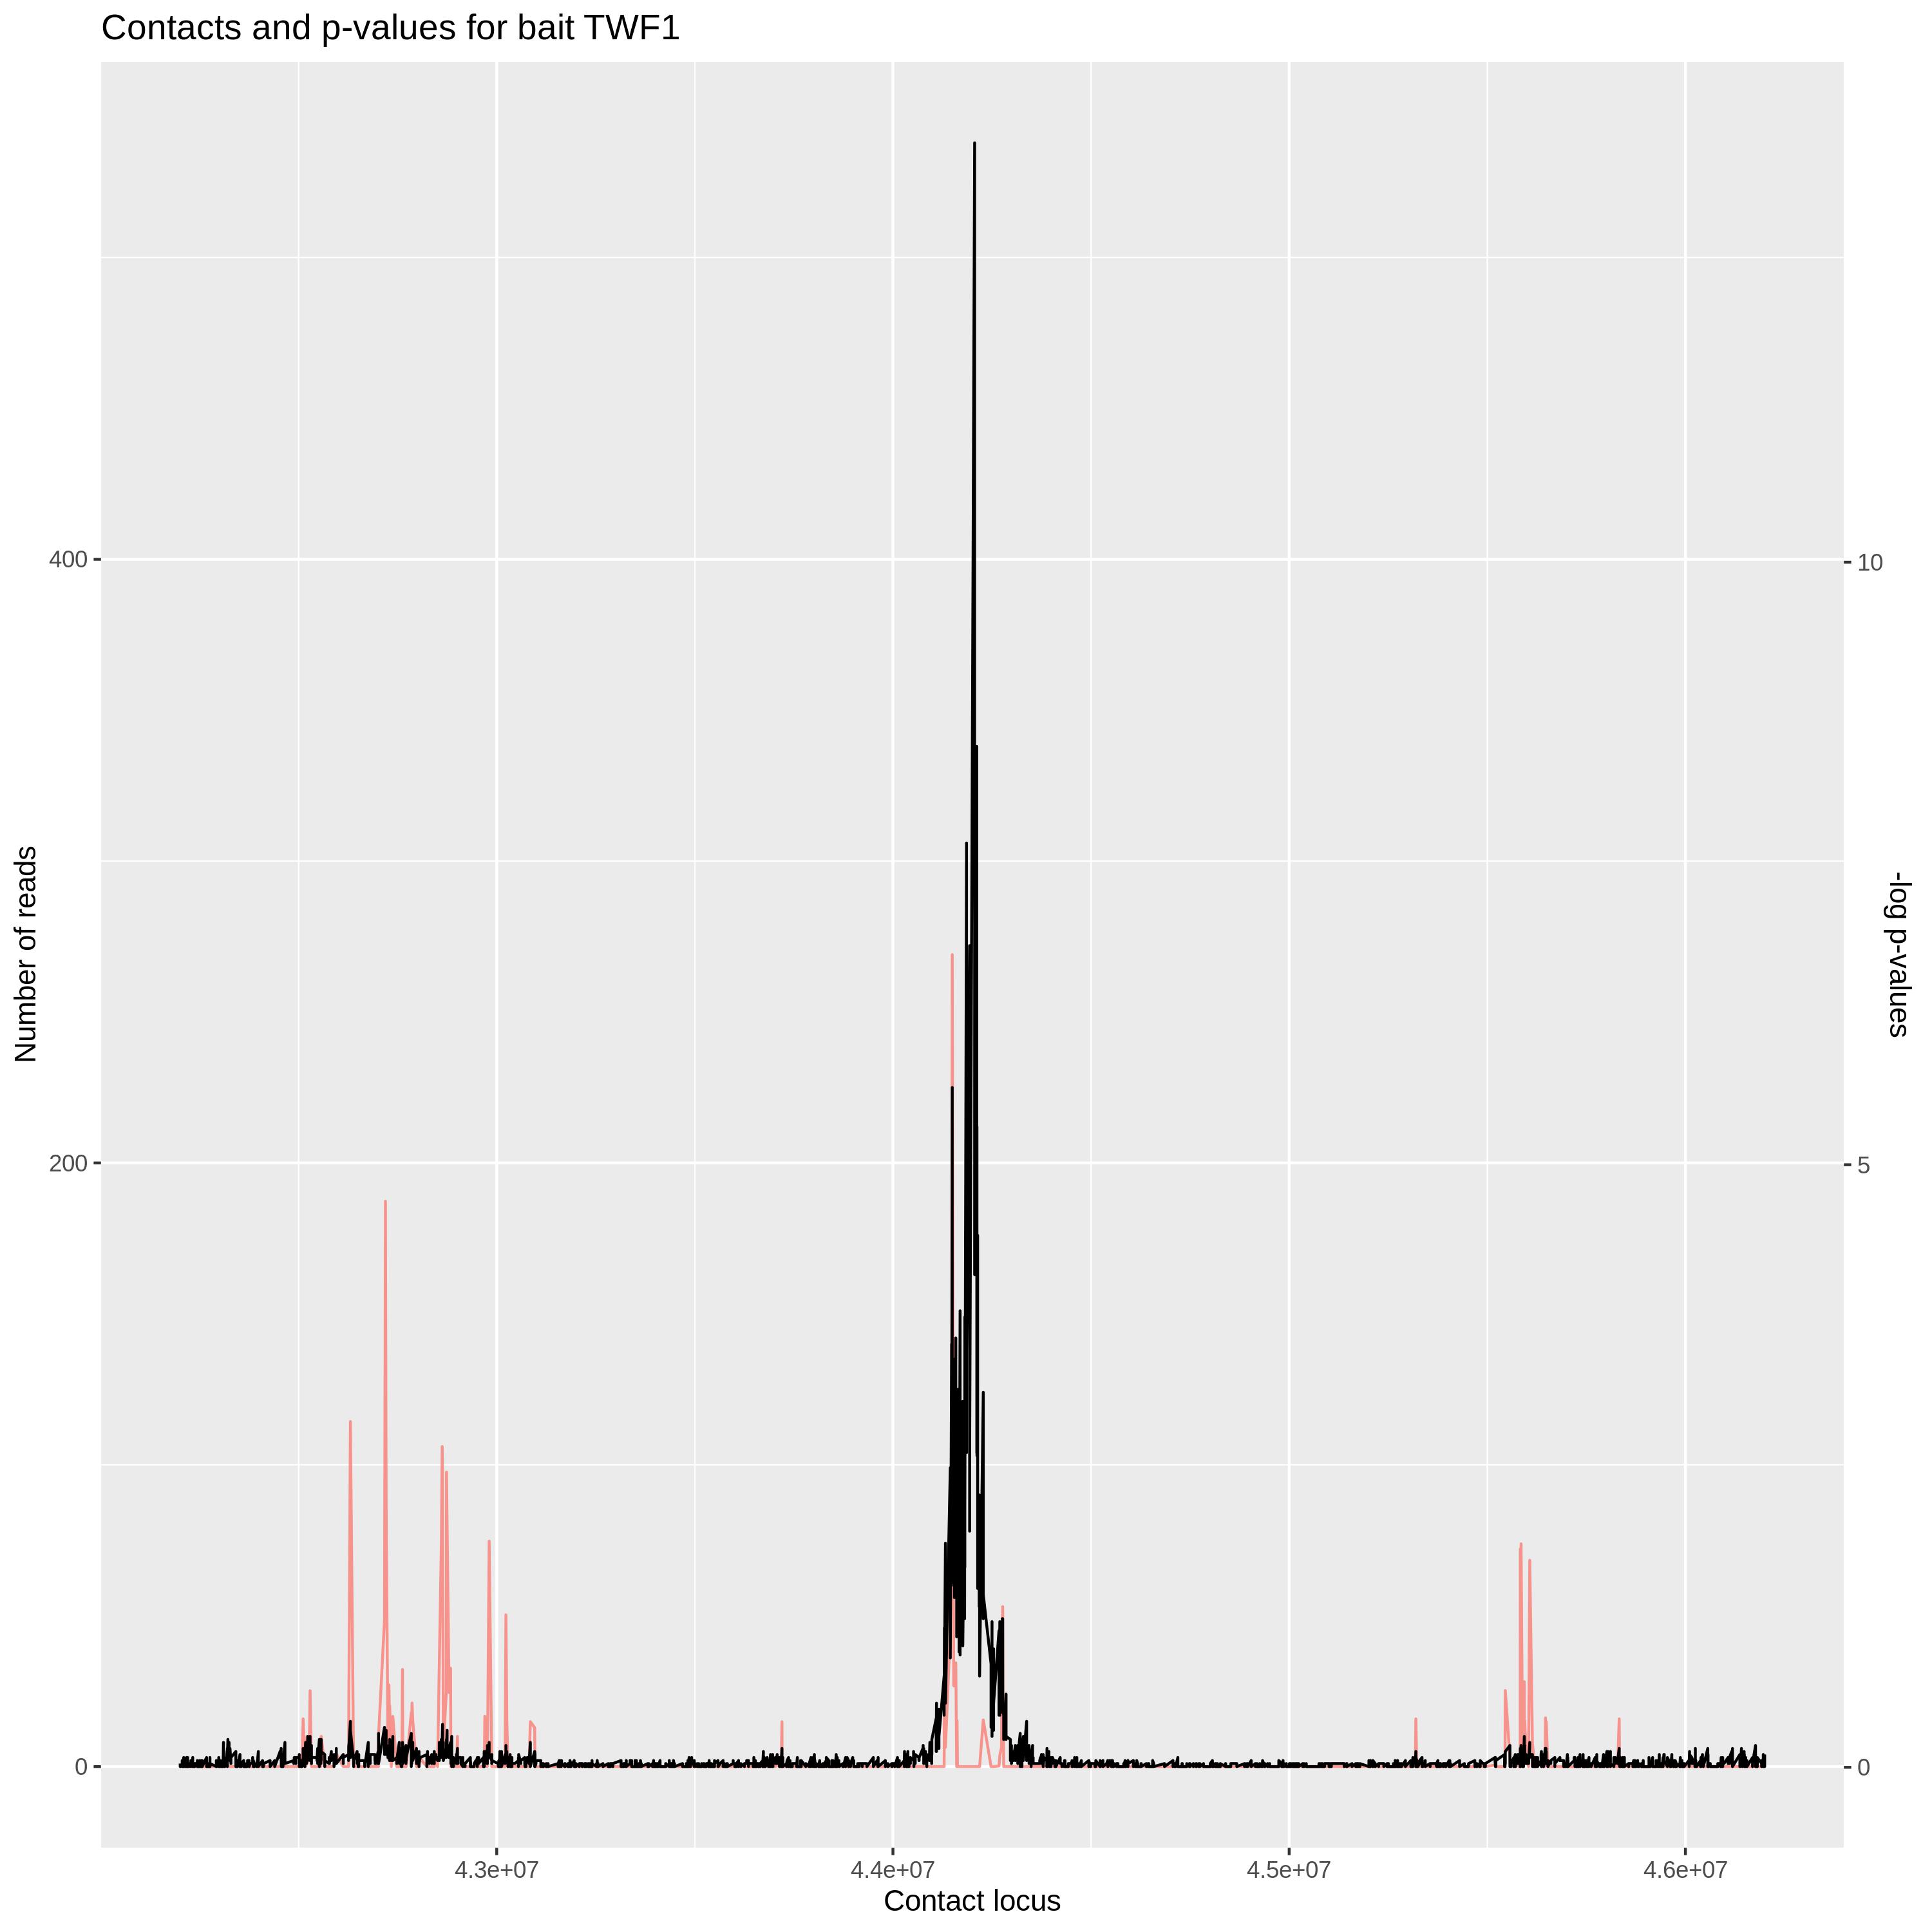 Contacts and p-values for bait TWF1
400
200
0
10
5
0
Number of reads
-log p-values
4.3e+07
4.4e+07
4.5e+07
4.6e+07
Contact locus